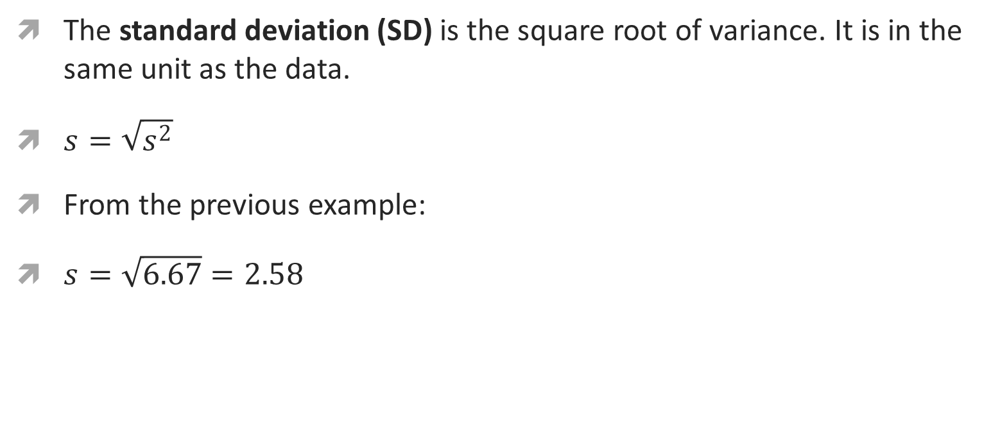 The standard deviation (SD) is the square root of variance. It is in the
same unit as the data.
s = √s²
From the previous example:
s = √6.67 = 2.58